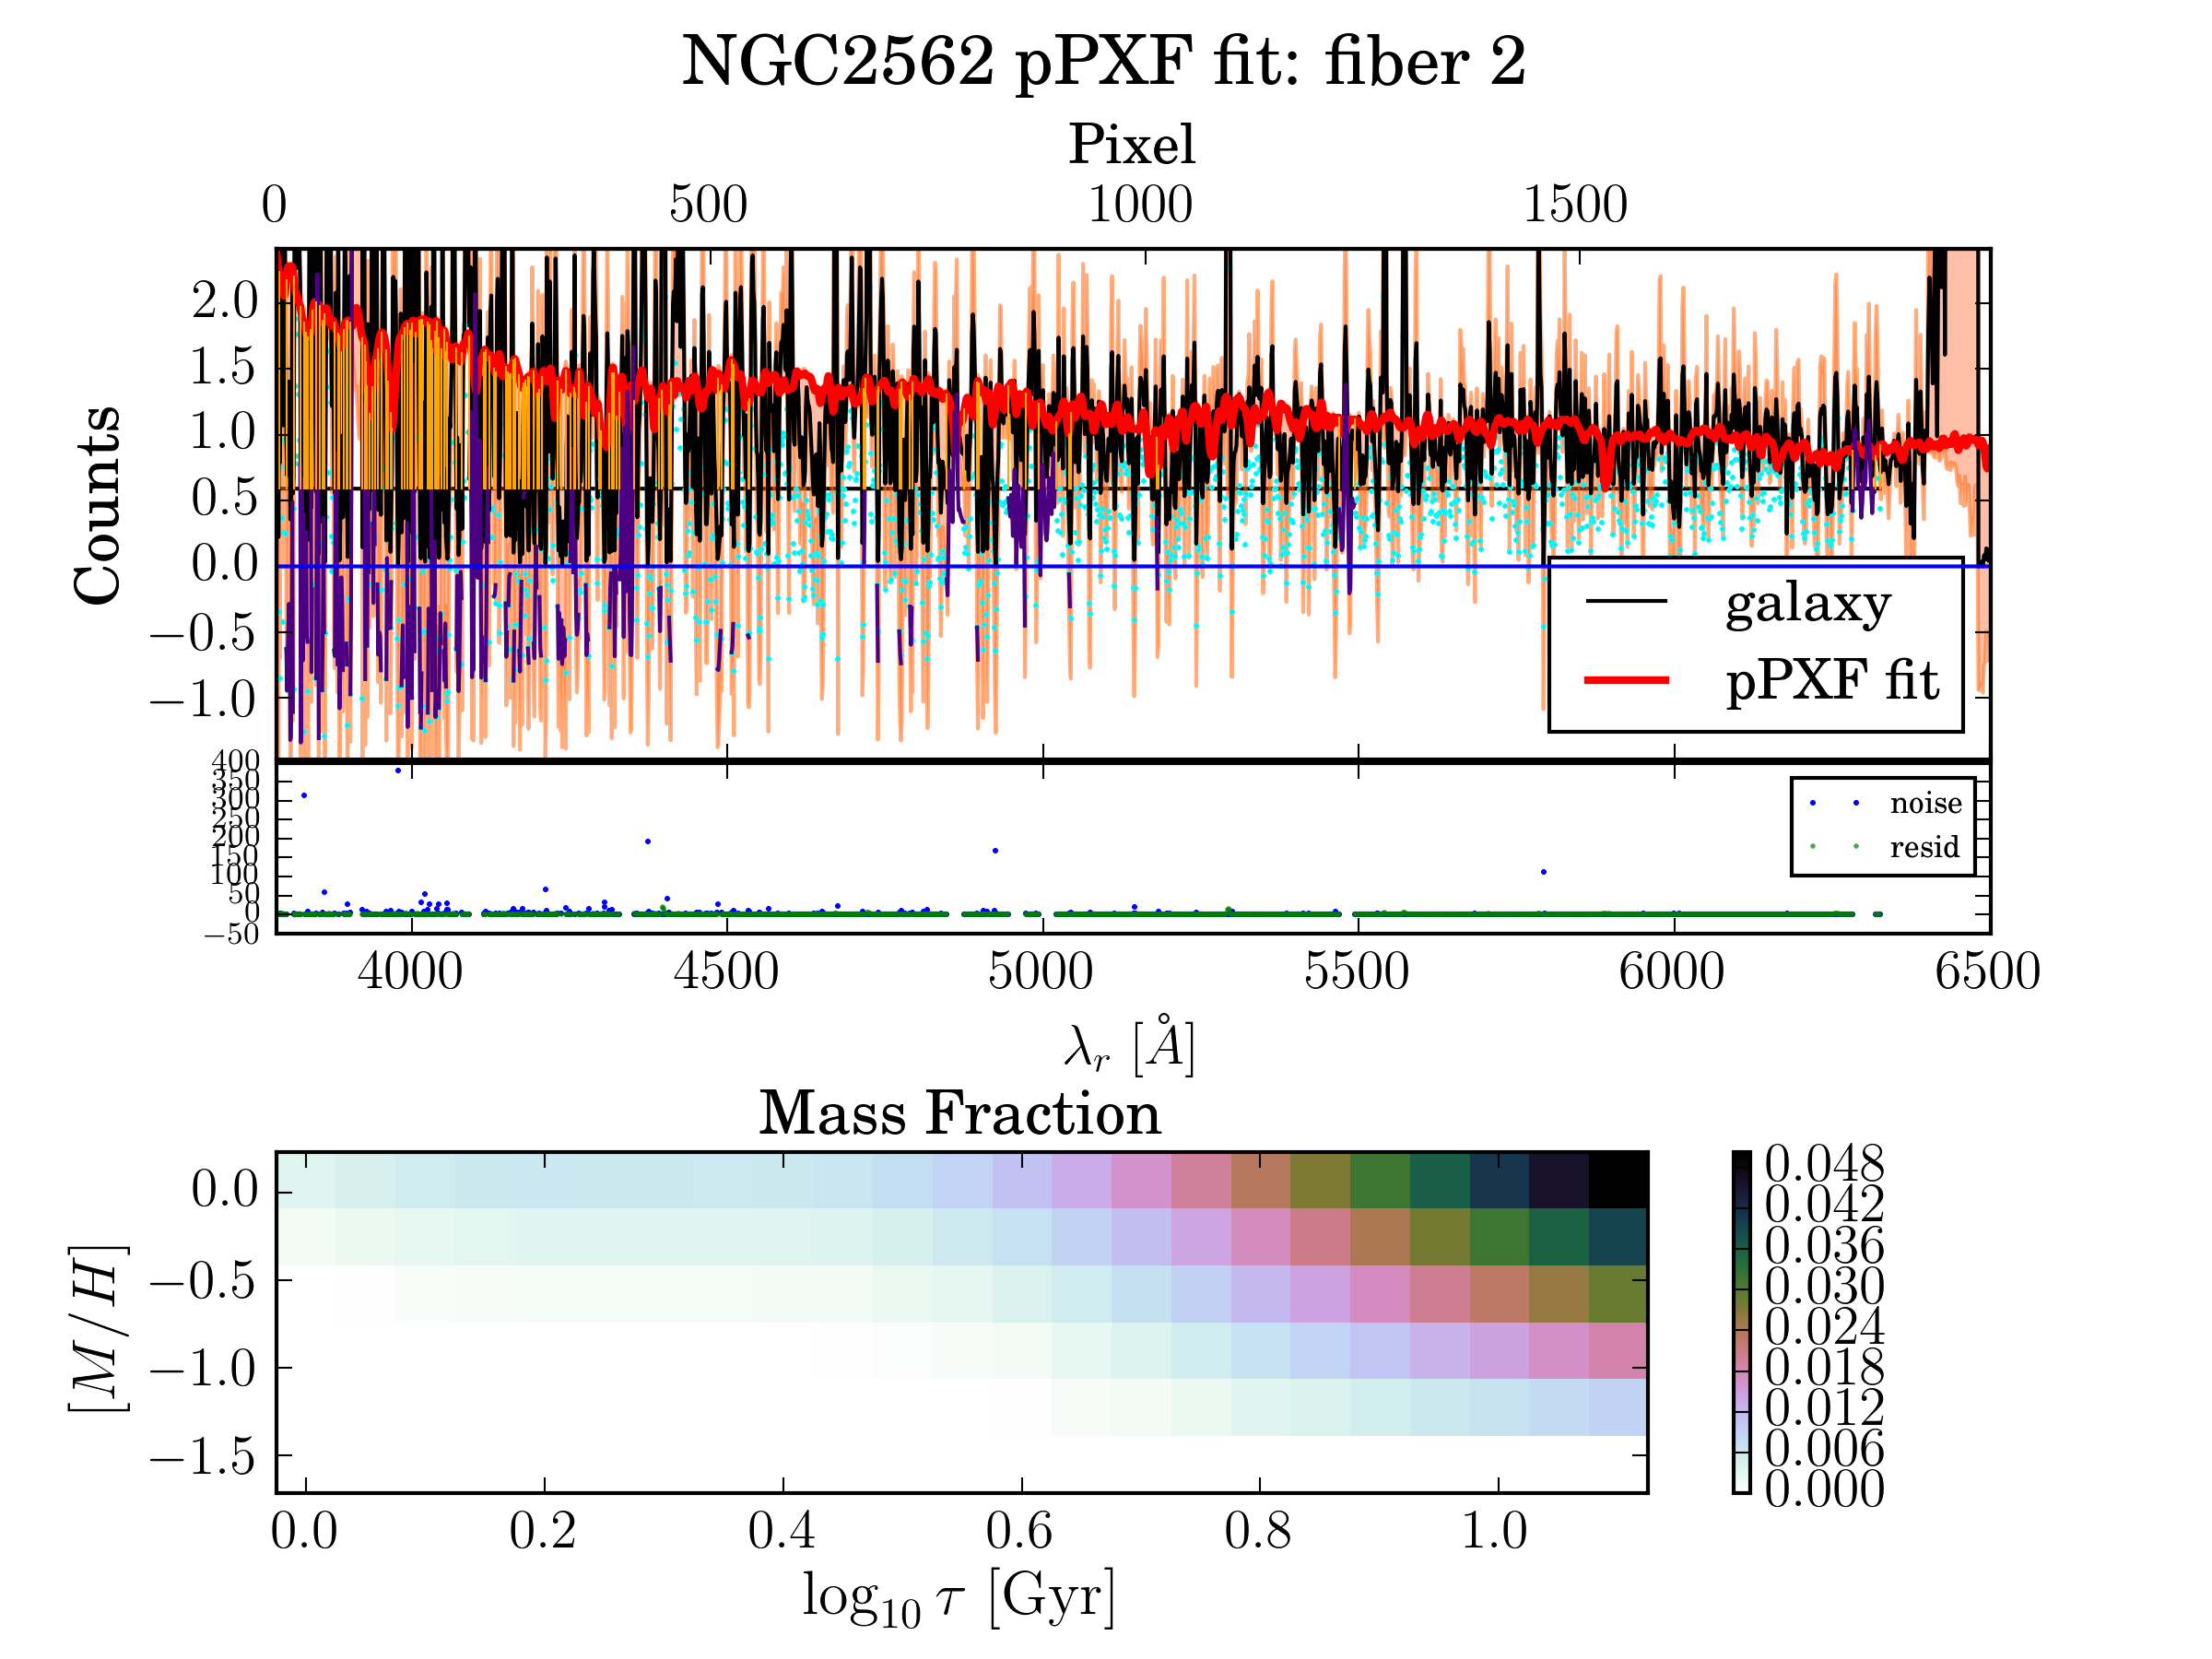 NGC2562 pPXF fit: fiber 2
Pixel
0 500 1000 1500
Counts
2.0
1.5
1.0
0.5
0.0
−0.5
−1.0
galaxy
pPXF fit
400
350
300
250
200
150
100
50
0
−50
noise
resid
4000 4500 5000 5500 6000 6500
λr [Å]
Mass Fraction
[M/H]
0.0
−0.5
−1.0
−1.5
0.0 0.2 0.4 0.6 0.8 1.0
log10 τ [Gyr]
0.048
0.042
0.036
0.030
0.024
0.018
0.012
0.006
0.000